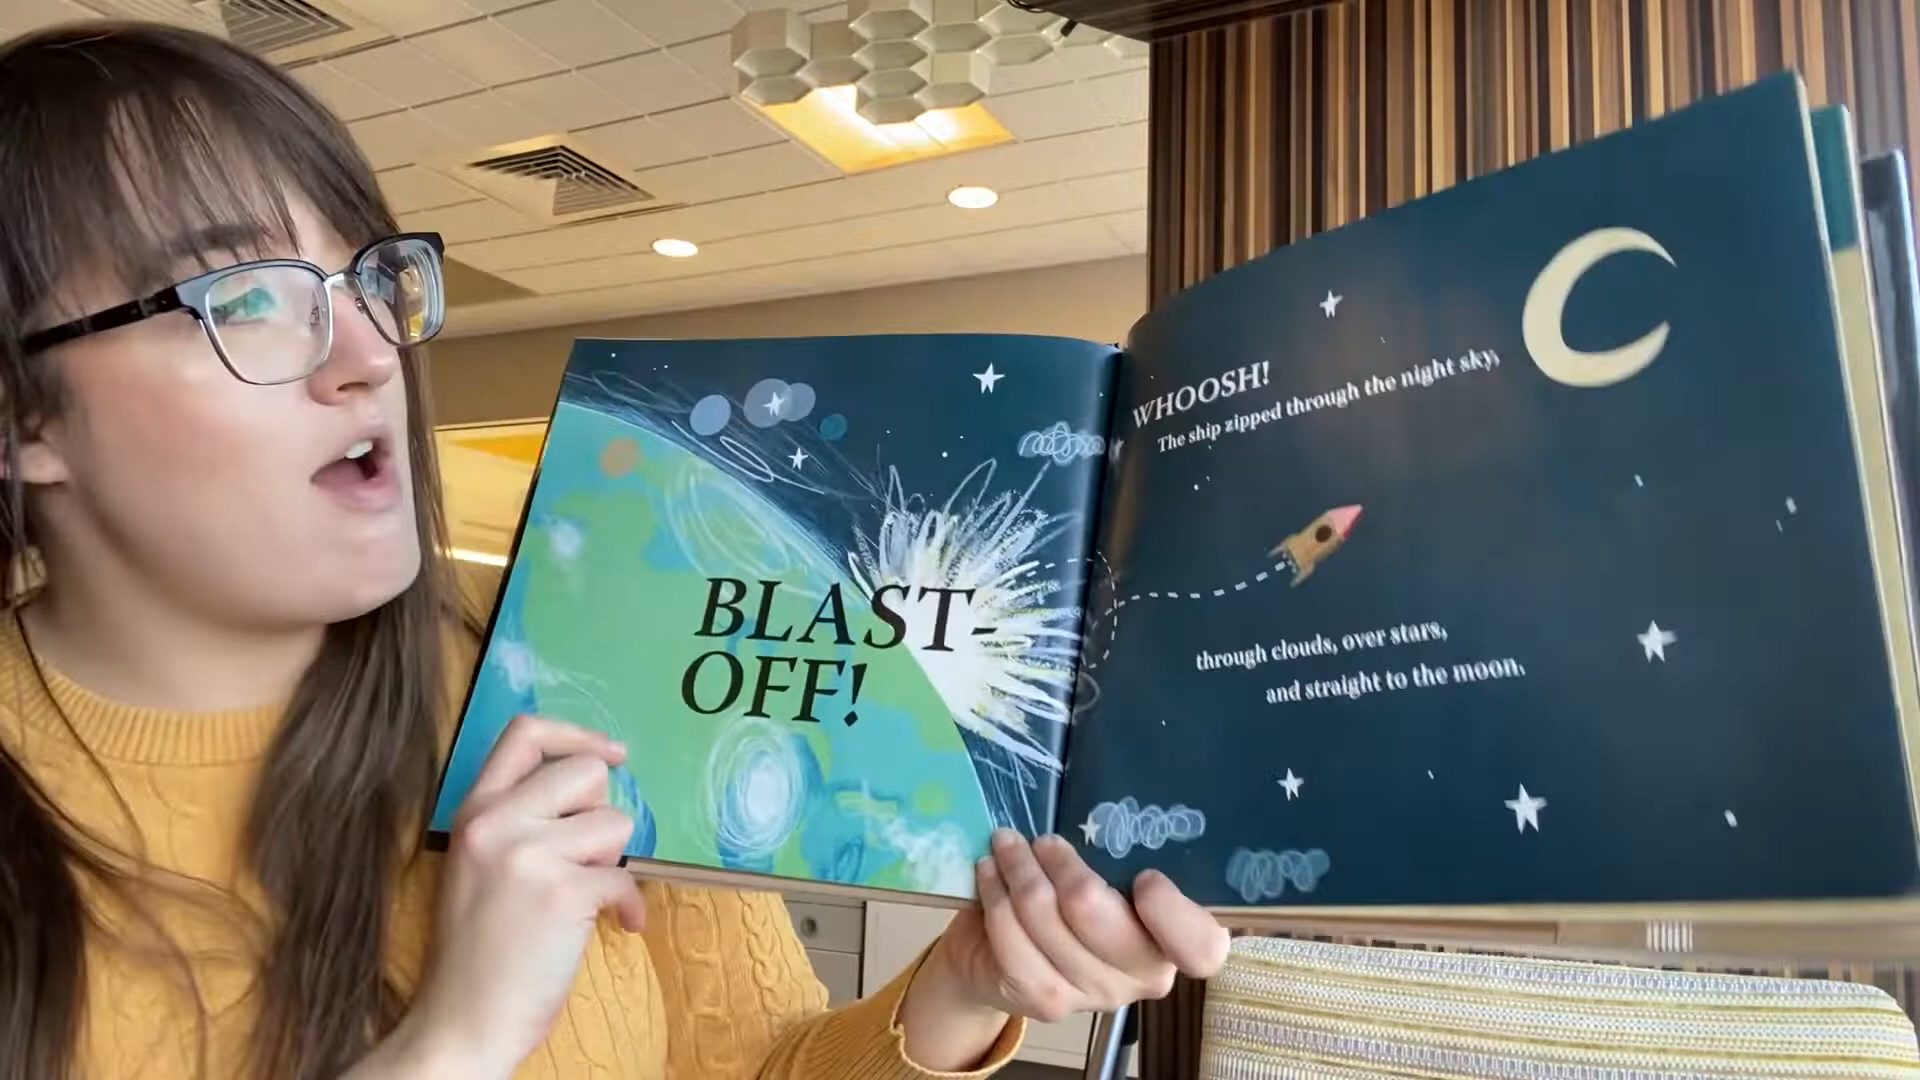 BLAST-
OFF!
WHOOSH!
The ship zipped through the night sky,
through clouds, over stars,
and straight to the moon.